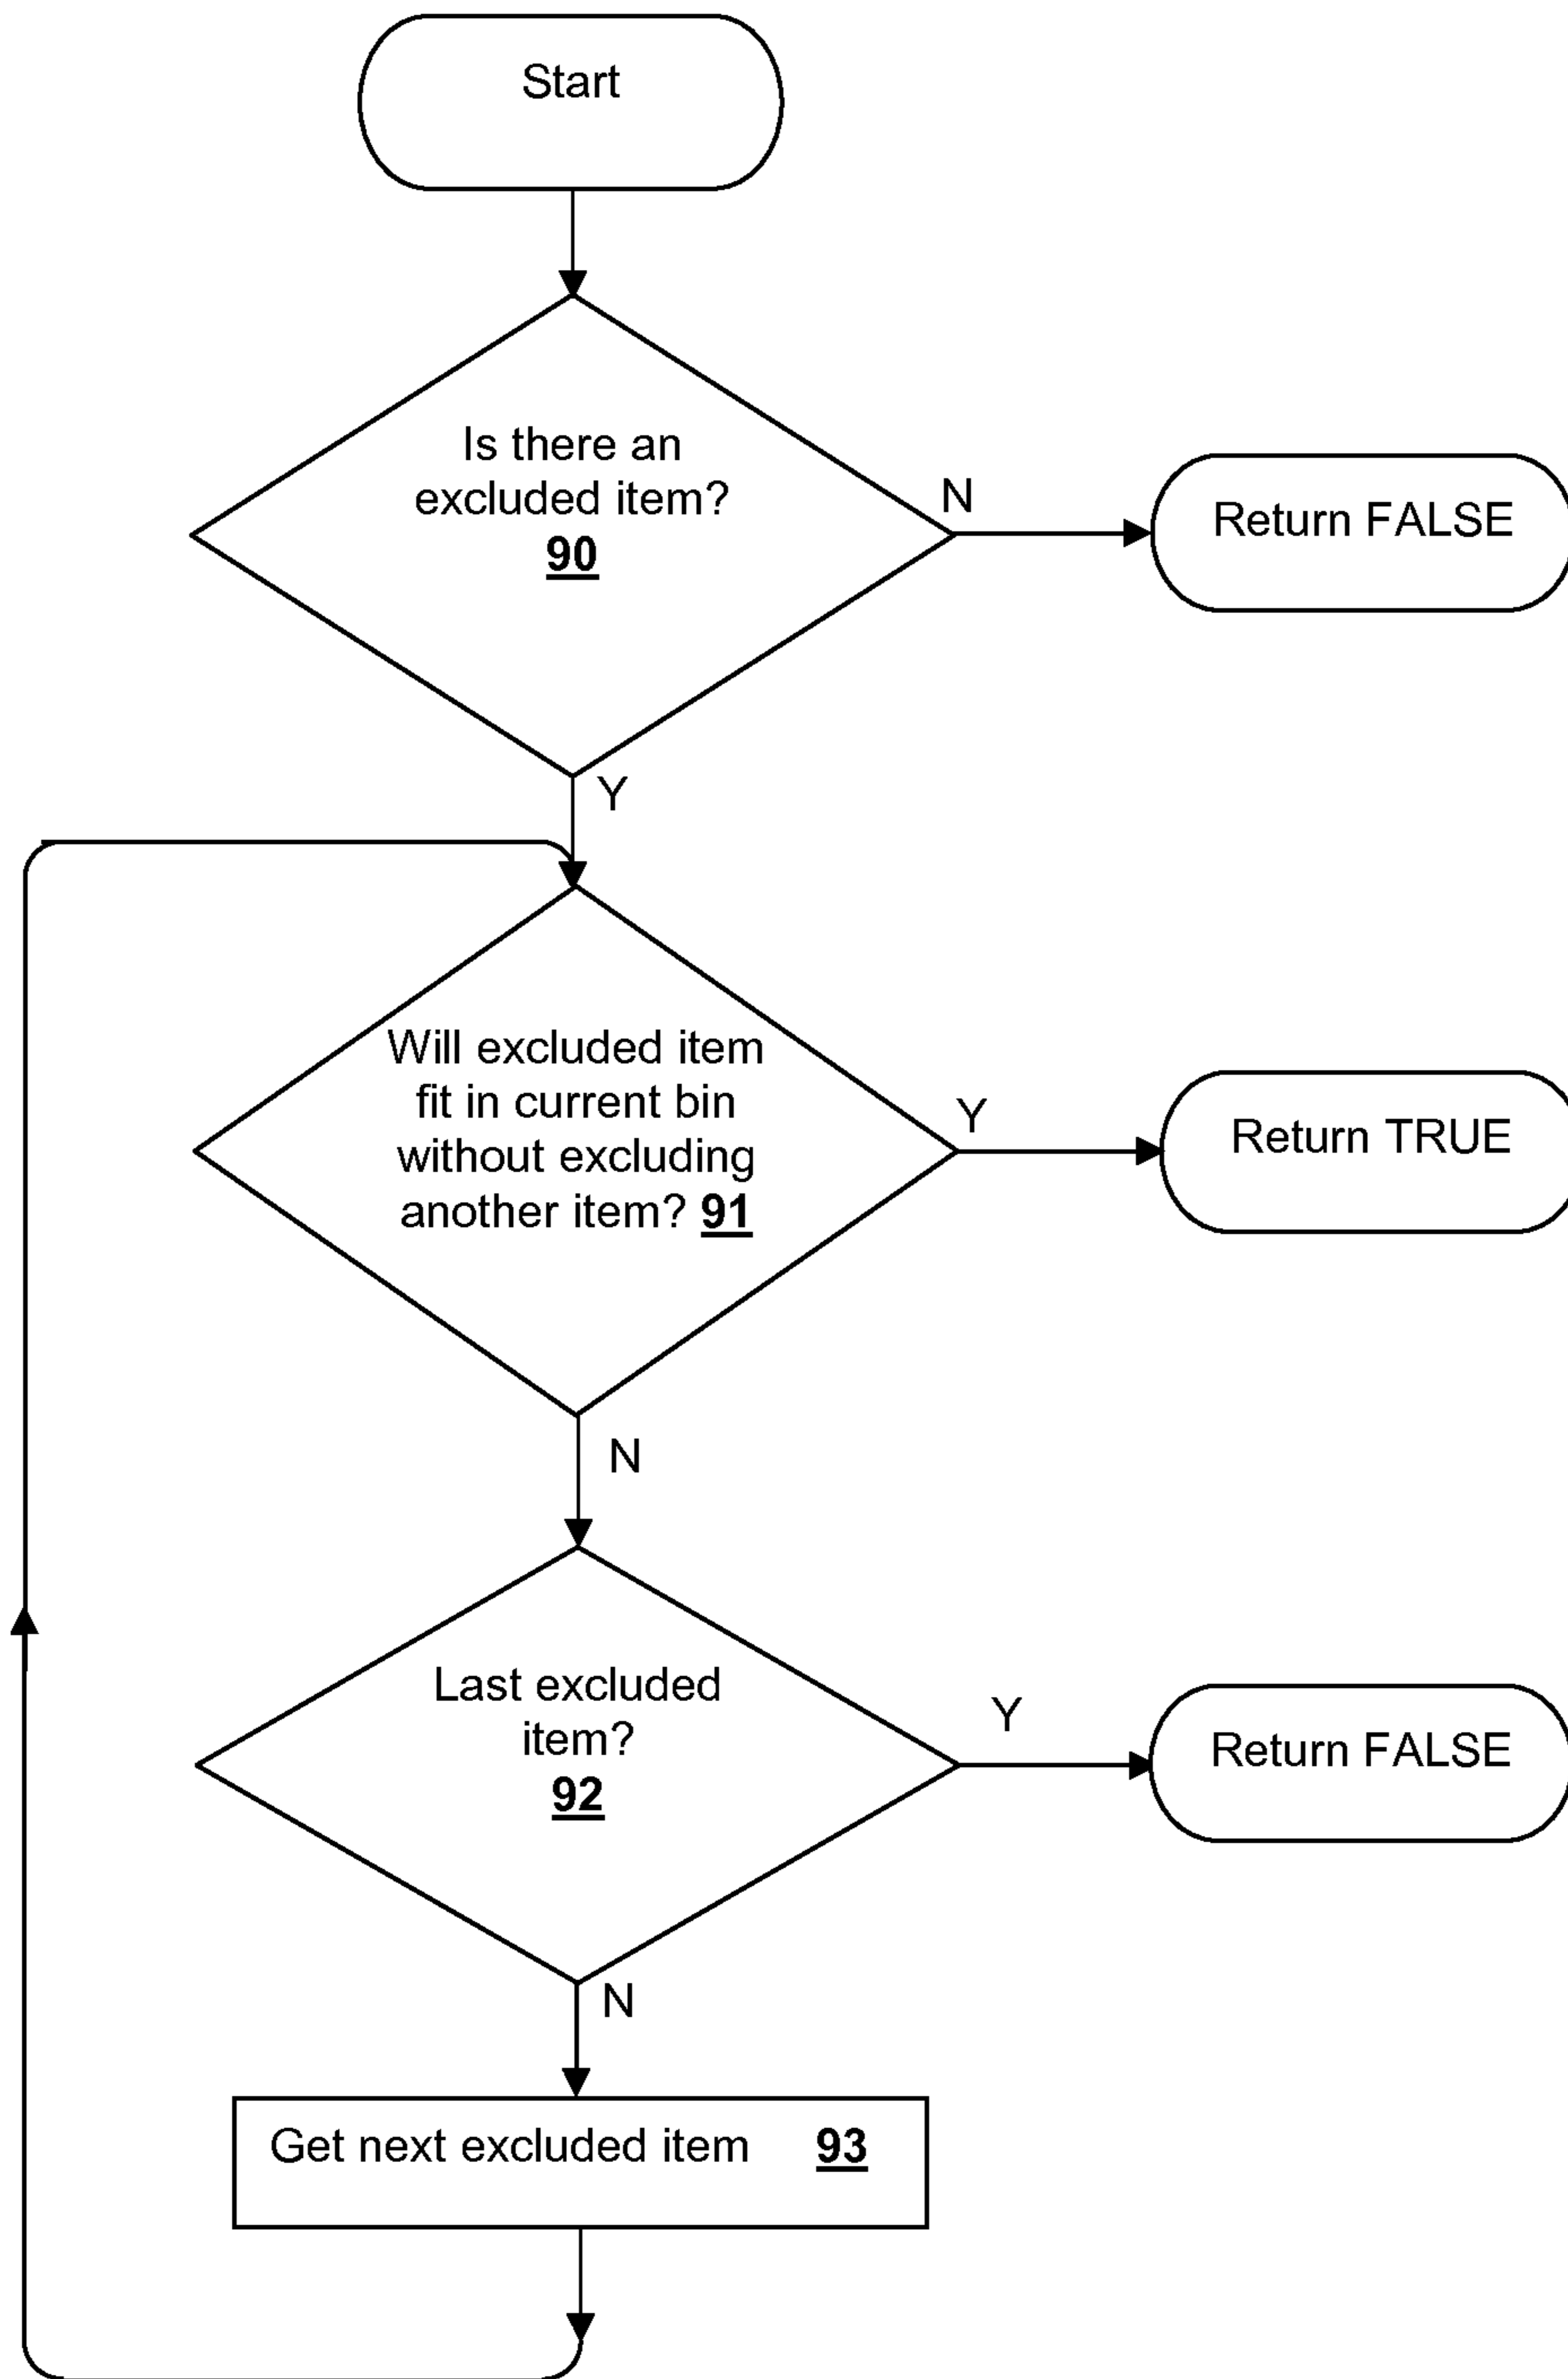 Start
Is there an
excluded item?
90
N
Return FALSE
Y
Will excluded item
fit in current bin
without excluding
another item? 91
Y
Return TRUE
N
Last excluded
item?
92
Y
Return FALSE
N
Get next excluded item 93